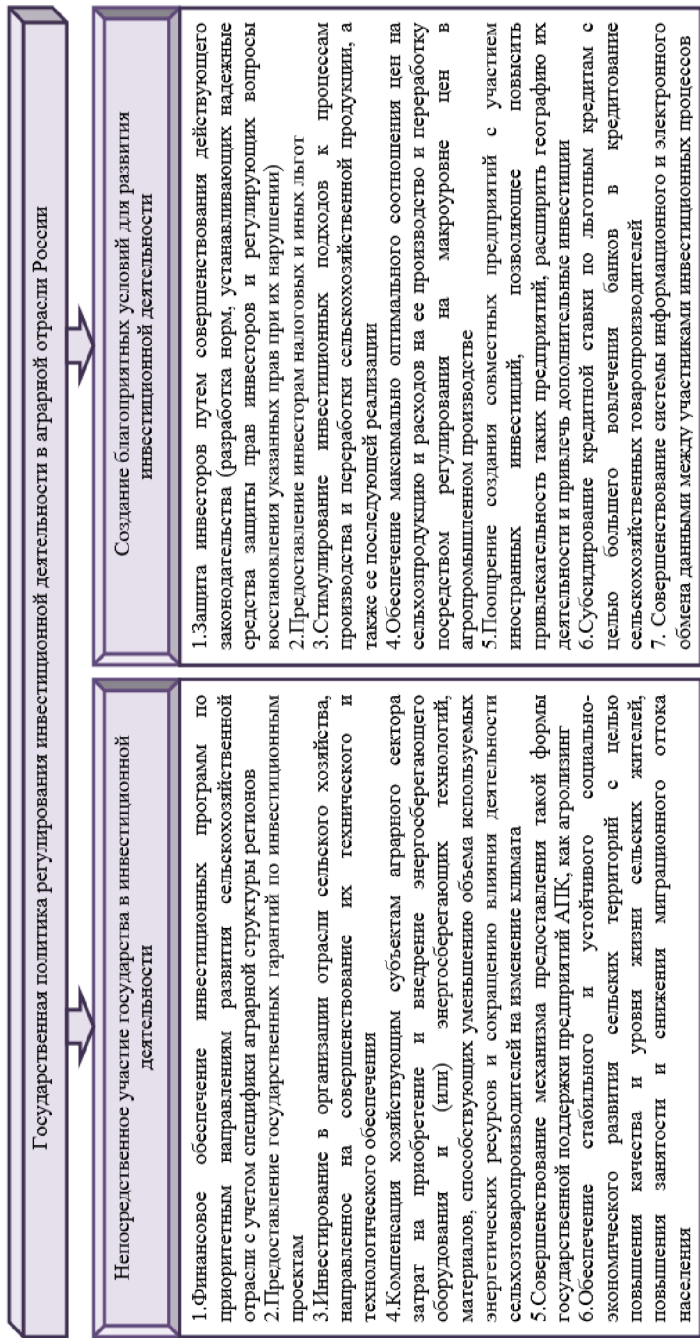 Государственная политика регулирования инвестиционной деятельности в аграрной отрасли России
Непосредственное участие государства в инвестиционной
деятельности
1.Финансовое обеспечение инвестиционных программ по
приоритетным направлениям развития сельскохозяйственной
отрасли с учетом специфики аграрной структуры регионов
2.Предоставление государственных гарантий по инвестиционным
проектам
3.Инвестирование в организации отрасли сельского хозяйства,
направленное на совершенствование их технического и
технологического обеспечения
4.Компенсация хозяйствующим субъектам аграрного сектора
затрат на приобретение и внедрение энергосберегающего
оборудования и (или) энергосберегающих технологий,
материалов, способствующих уменьшению объема используемых
энергетических ресурсов и сокращению влияния деятельности
сельхозтоваропроизводителей на изменение климата
5.Совершенствование механизма предоставления такой формы
государственной поддержки предприятий АПК, как агролизинг
6.Обеспечение стабильного и устойчивого социально-
экономического развития сельских территорий с целью
повышения качества и уровня жизни сельских жителей,
повышения занятости и снижения миграционного оттока
населения
Создание благоприятных условий для развития
инвестиционной деятельности
1.Защита инвесторов путем совершенствования действующего
законодательства (разработка норм, устанавливающих надежные
средства защиты прав инвесторов и регулирующих вопросы
восстановления указанных прав при их нарушении)
2.Предоставление инвесторам налоговых и иных льгот
3.Стимулирование инвестиционных подходов к процессам
производства и переработки сельскохозяйственной продукции, а
также ее последующей реализации
4.Обеспечение максимально оптимального соотношения цен на
сельхозпродукцию и расходов на ее производство и переработку
посредством регулирования на макроуровне цен в
агропромышленном производстве
5.Поощрение создания совместных предприятий с участием
иностранных инвестиций, позволяющее повысить
привлекательность таких предприятий, расширить географию их
деятельности и привлечь дополнительные инвестиции
6.Субсидирование кредитной ставки по льготным кредитам с
целью большего вовлечения банков в кредитование
сельскохозяйственных товаропроизводителей
7. Совершенствование системы информационного и электронного
обмена данными между участниками инвестиционных процессов